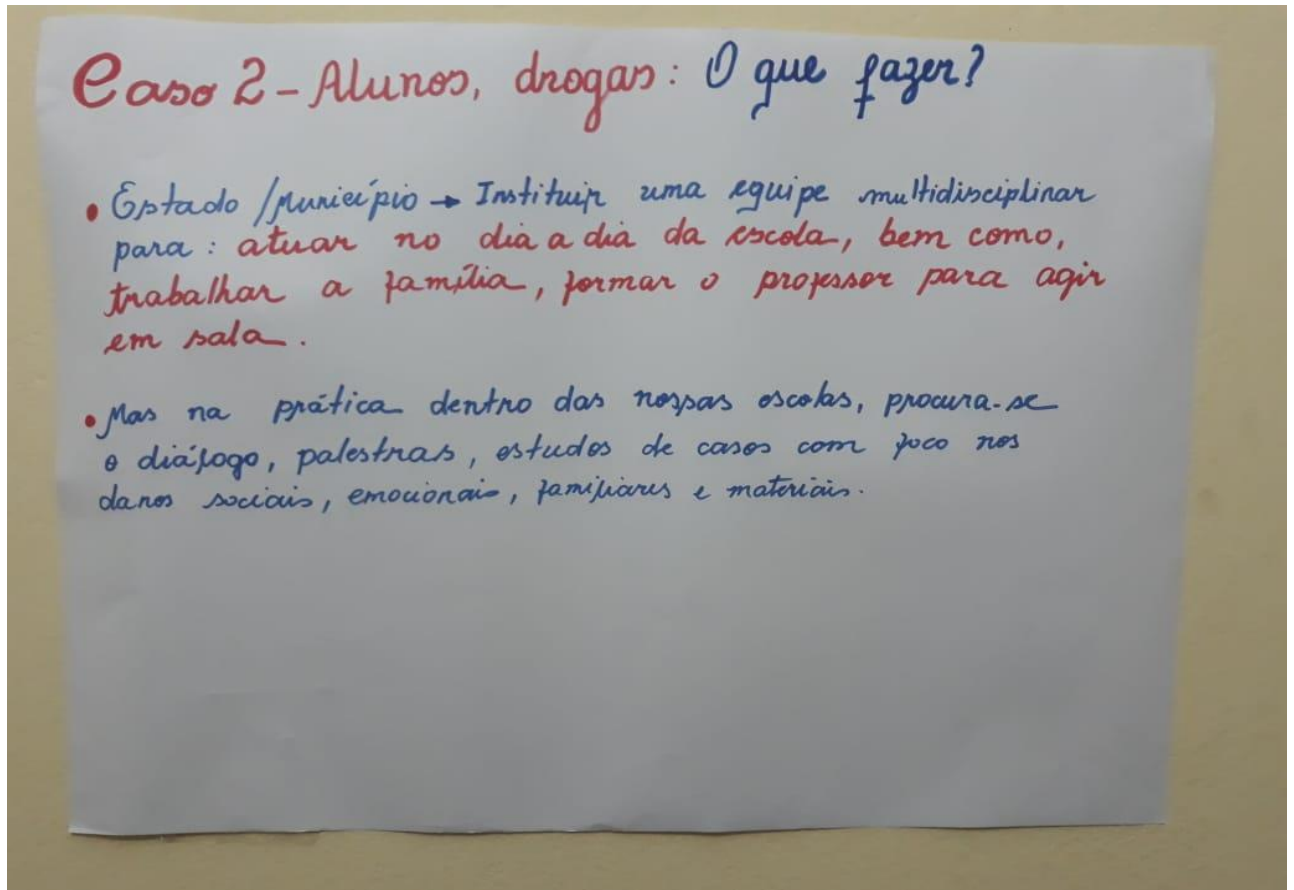 Caso 2 - Alunos, drogas: O que fazer?
• Estado / Município → Instituir uma equipe multidisciplinar
para: atuar no dia a dia da escola, bem como,
trabalhar a família, formar o professor para agir
em sala.
• Mas na prática dentro das nossas escolas, procura-se
o diálogo, palestras, estudos de casos com foco nos
danos sociais, emocionais, familiares e materiais.